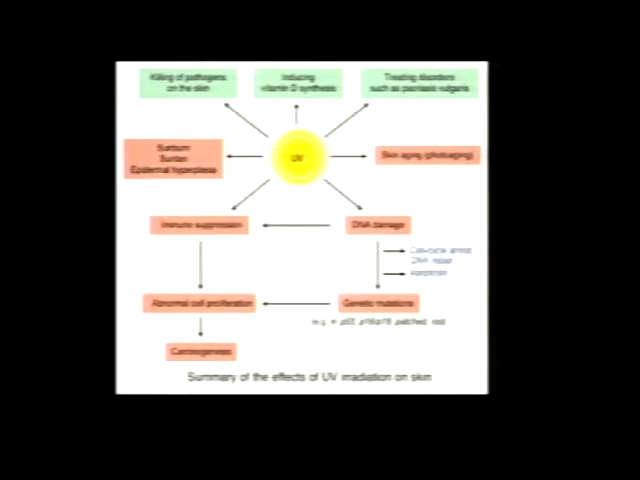 Killing of pathogens
on the skin
Inducing
vitamin D synthesis
Treating disorders
such as psoriasis vulgaris
Sunburn
Suntan
Epidermal hyperplasia
UV
Skin aging (photoaging)
Immune suppression
DNA damage
Cell-cycle arrest
DNA repair
Apoptosis
Abnormal cell proliferation
Genetic mutations
patched, ras)
Carcinogenesis
Summary of the effects of UV irradiation on skin